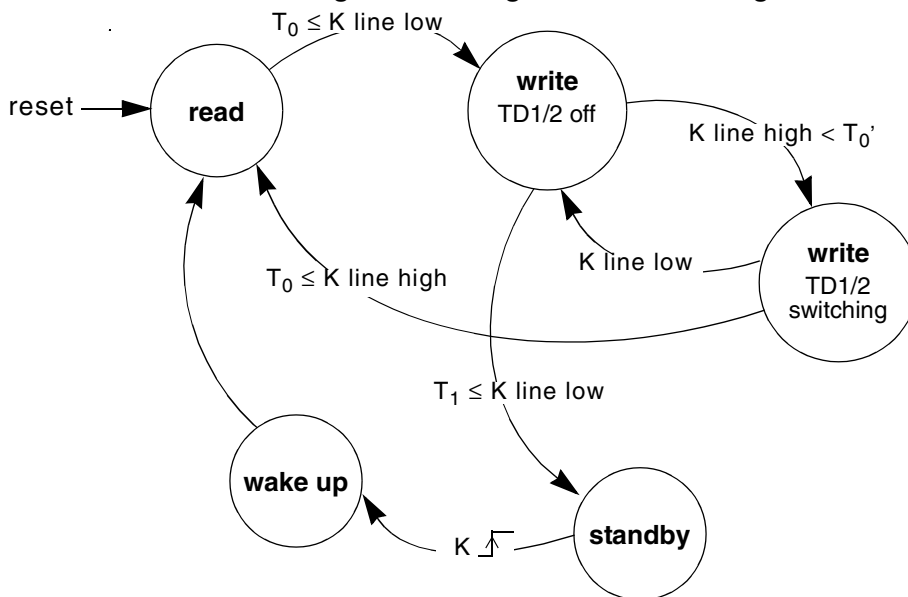 T0 ≤ K line low
reset
read
write
TD1/2 off
K line high < T0’
write
TD1/2
switching
K line low
T0 ≤ K line high
T1 ≤ K line low
wake up
K
standby